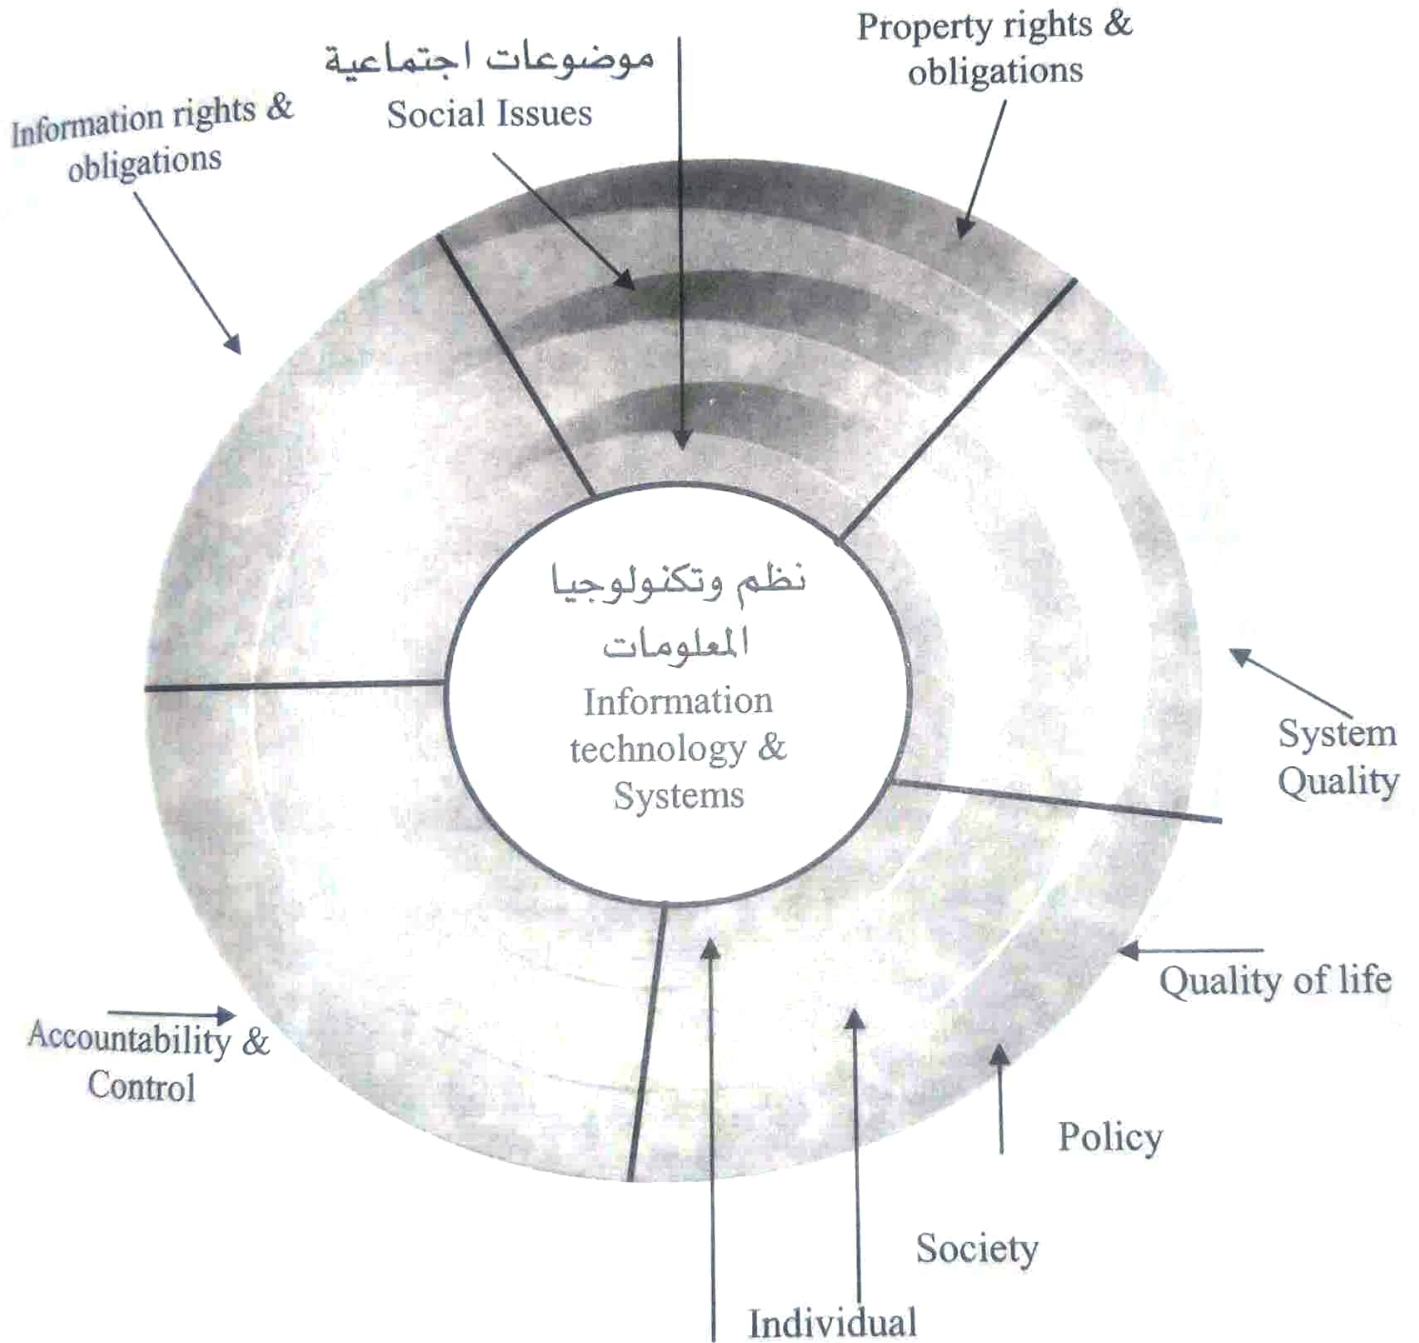 Property rights &
obligations
موضوعات اجتماعية
Social Issues
Information rights &
obligations
نظم وتكنولوجيا
المعلومات
Information
technology &
Systems
System
Quality
Quality of life
Accountability &
Control
Policy
Society
Individual